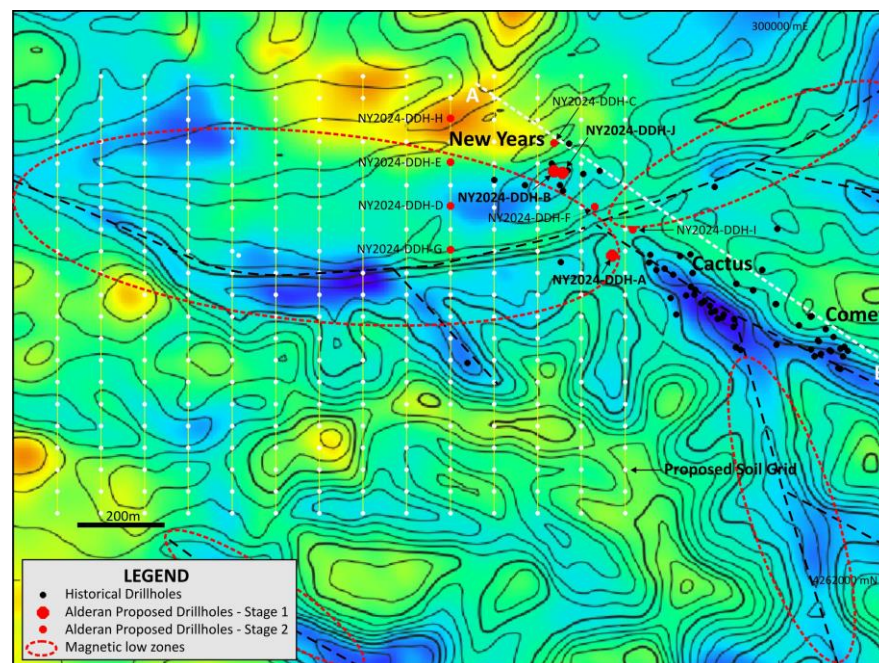 300000 mE
A
NY2024-DDH-C
NY2024-DDH-H
New Years
NY2024-DDH-J
NY2024-DDH-E
NY2024-DDH-B
NY2024-DDH-D
NY2024-DDH-F
NY2024-DDH-I
NY2024-DDH-G
Cactus
NY2024-DDH-A
Come
B
Proposed Soil Grid
200m
4262000 mN
LEGEND
Historical Drillholes
Alderan Proposed Drillholes - Stage 1
Alderan Proposed Drillholes - Stage 2
Magnetic low zones